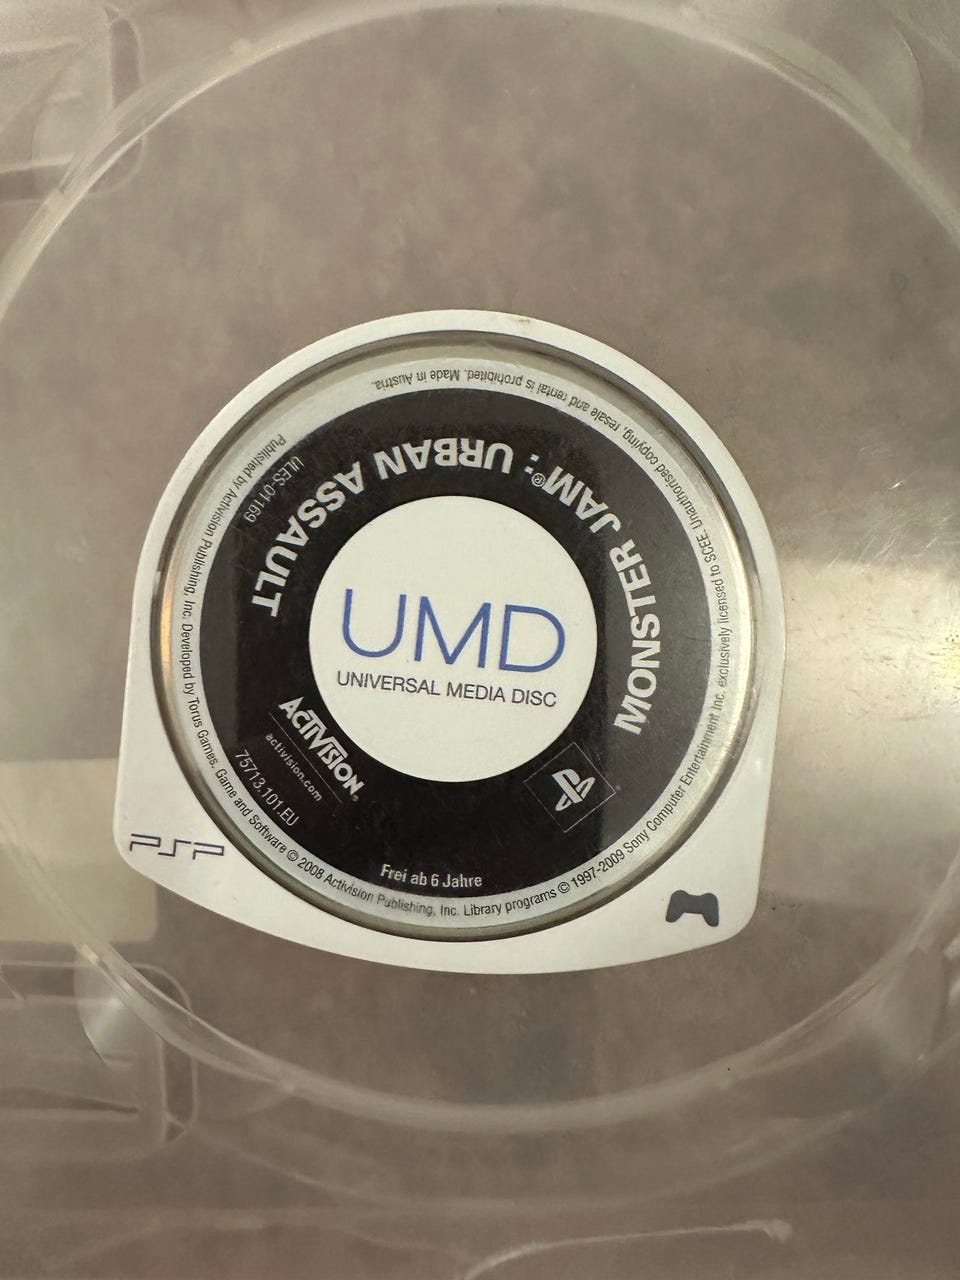 MONSTER JAM® : URBAN ASSAULT
ULES-01169
UMD
UNIVERSAL MEDIA DISC
ACTIVISION®
activision.com
75713.101.EU
Frei ab 6 Jahre
Published by Activision Publishing, Inc. Developed by Torus Games. Game and Software © 2008 Activision Publishing, Inc. Library programs © 1997-2009 Sony Computer Entertainment Inc. exclusively licensed to SCEE. Unauthorised copying, resale and rental is prohibited. Made in Austria.
PSP